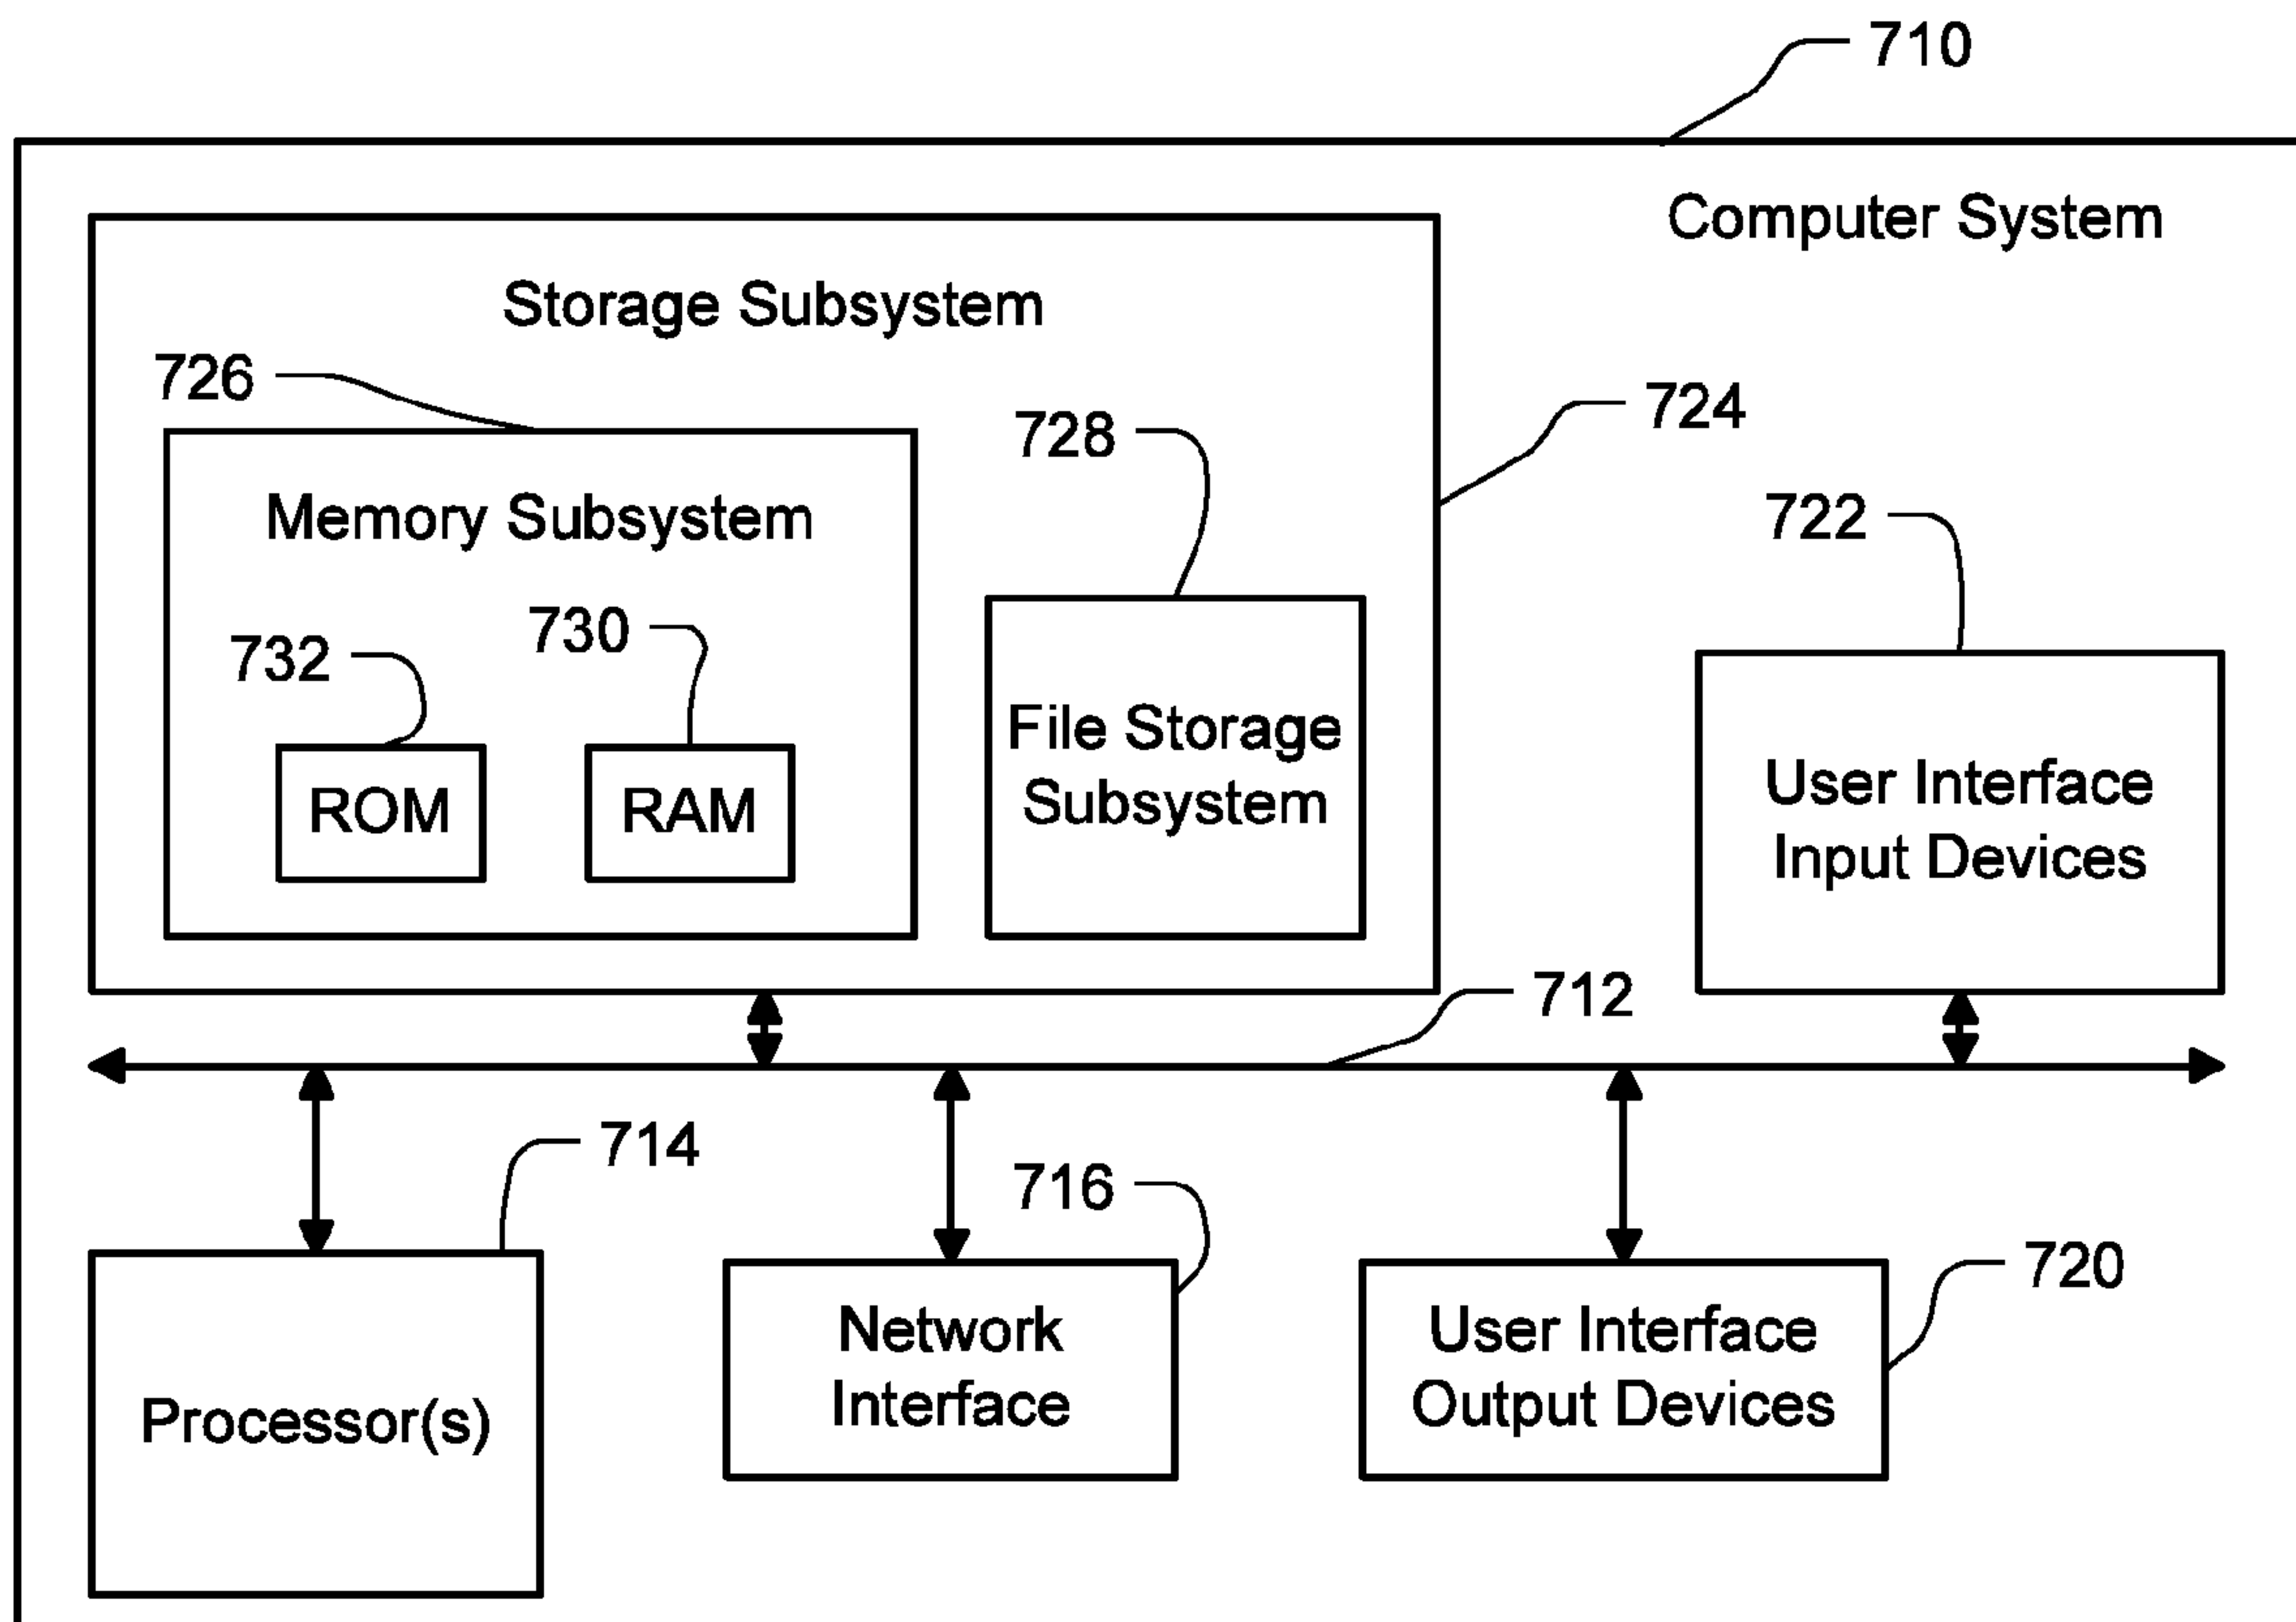 710
Computer System
Storage Subsystem
726
724
728
Memory Subsystem
722
730
732
File Storage
Subsystem
ROM
RAM
User Interface
Input Devices
712
714
716
720
Network
Interface
User Interface
Output Devices
Processor(s)